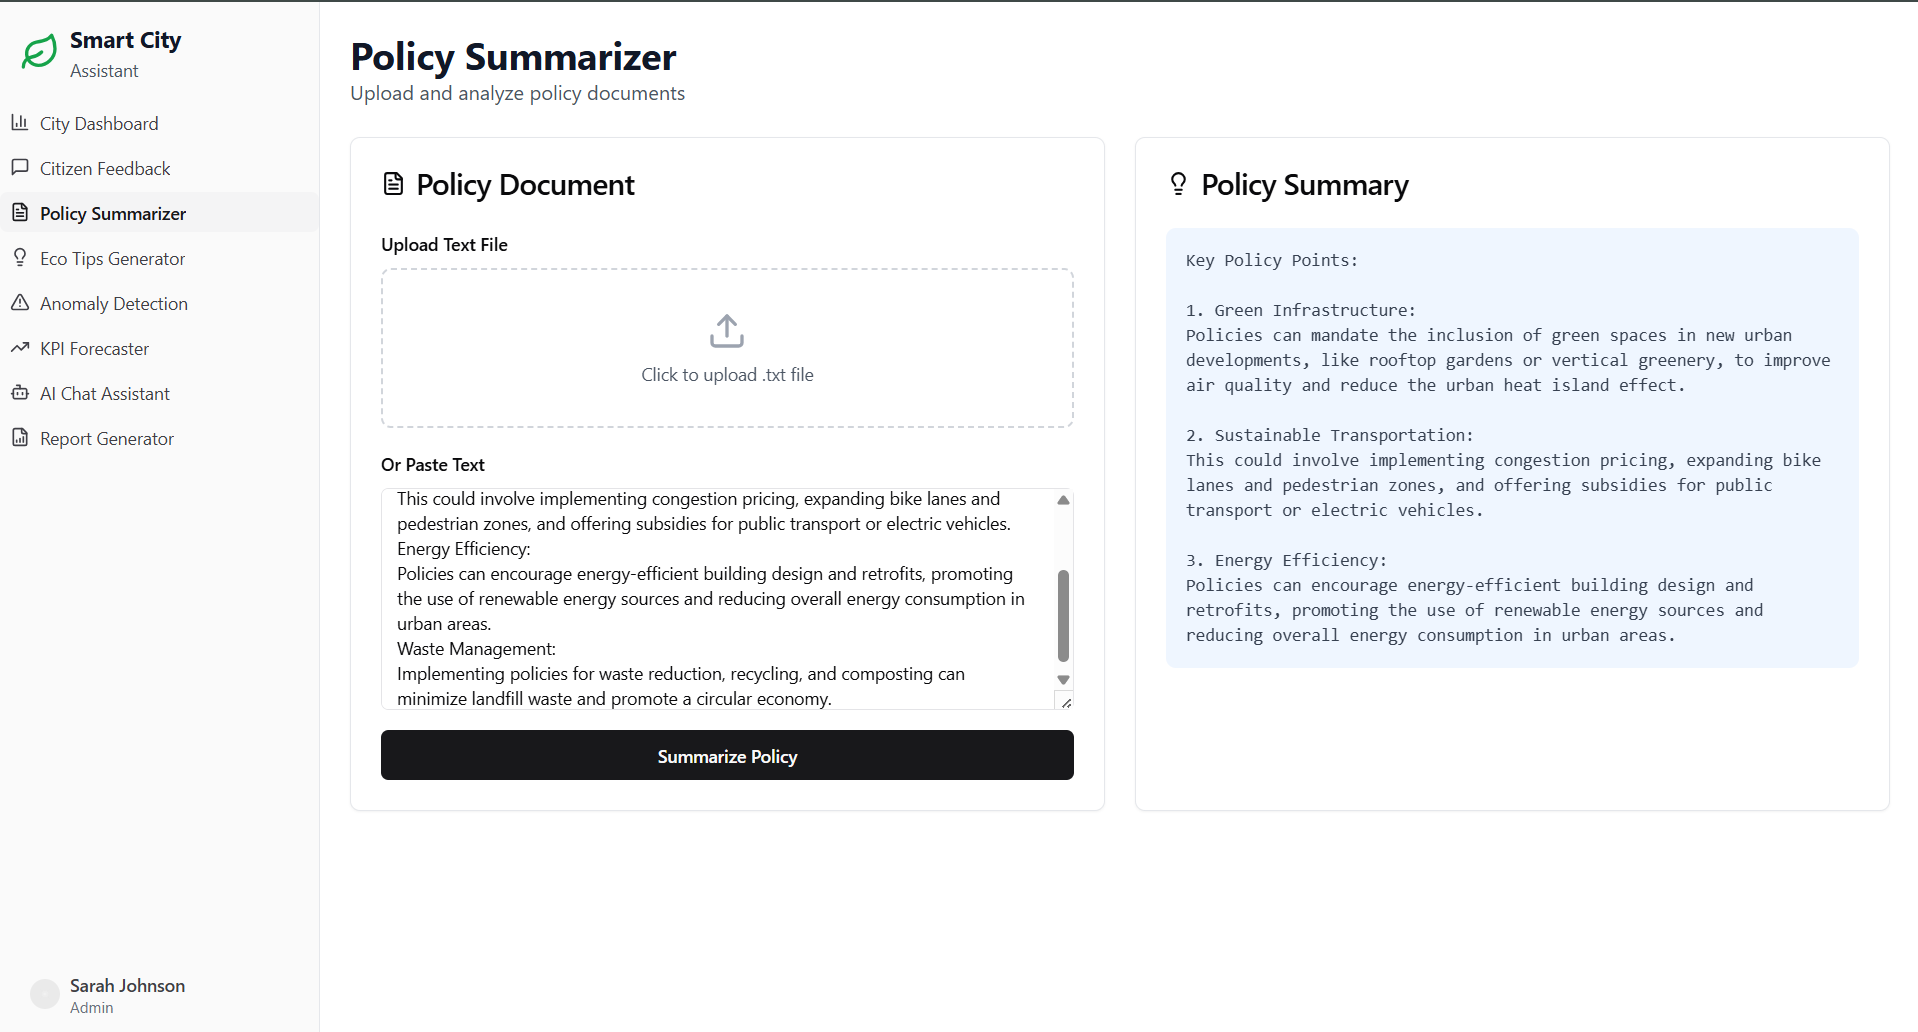 Smart City
Assistant
City Dashboard
Citizen Feedback
Policy Summarizer
Eco Tips Generator
Anomaly Detection
KPI Forecaster
AI Chat Assistant
Report Generator
Sarah Johnson
Admin
Policy Summarizer
Upload and analyze policy documents
Policy Document
Upload Text File
Click to upload .txt file
Or Paste Text
This could involve implementing congestion pricing, expanding bike lanes and
pedestrian zones, and offering subsidies for public transport or electric vehicles.
Energy Efficiency:
Policies can encourage energy-efficient building design and retrofits, promoting
the use of renewable energy sources and reducing overall energy consumption in
urban areas.
Waste Management:
Implementing policies for waste reduction, recycling, and composting can
minimize landfill waste and promote a circular economy.
Summarize Policy
Policy Summary
Key Policy Points:
1. Green Infrastructure:
Policies can mandate the inclusion of green spaces in new urban
developments, like rooftop gardens or vertical greenery, to improve
air quality and reduce the urban heat island effect.
2. Sustainable Transportation:
This could involve implementing congestion pricing, expanding bike
lanes and pedestrian zones, and offering subsidies for public
transport or electric vehicles.
3. Energy Efficiency:
Policies can encourage energy-efficient building design and
retrofits, promoting the use of renewable energy sources and
reducing overall energy consumption in urban areas.